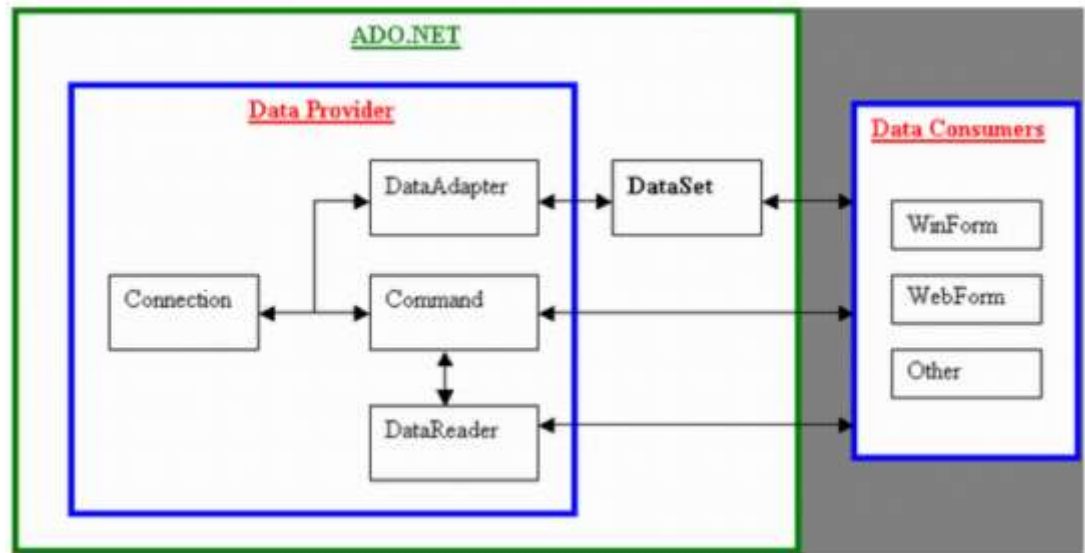 ADO.NET
Data Provider
Data Consumers
DataAdapter
DataSet
WinForm
Connection
Command
WebForm
Other
DataReader